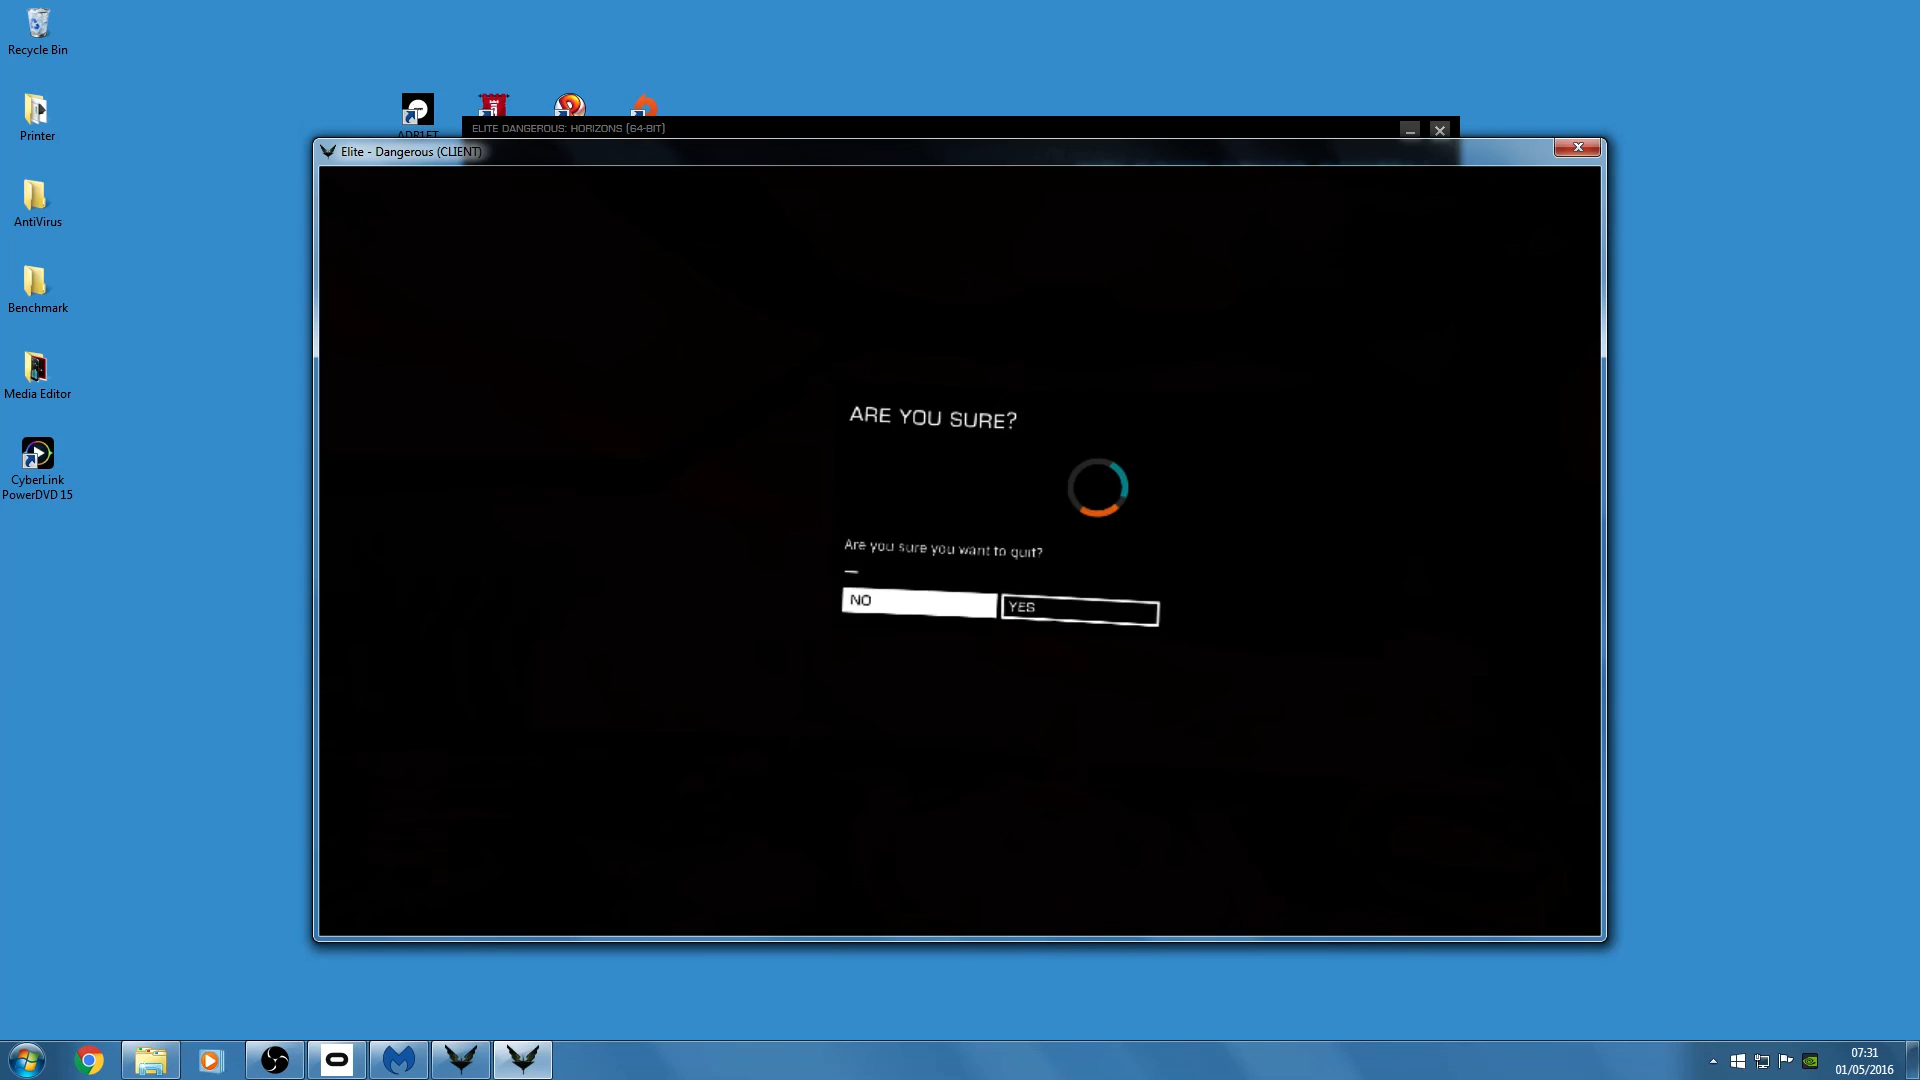 Recycle Bin
Printer
AntiVirus
Benchmark
Media Editor
CyberLink
PowerDVD 15
ADR1FT
ELITE DANGEROUS: HORIZONS (64-BIT)
Elite - Dangerous (CLIENT)
ARE YOU SURE?
Are you sure you want to quit?
NO
YES
07:31
01/05/2016